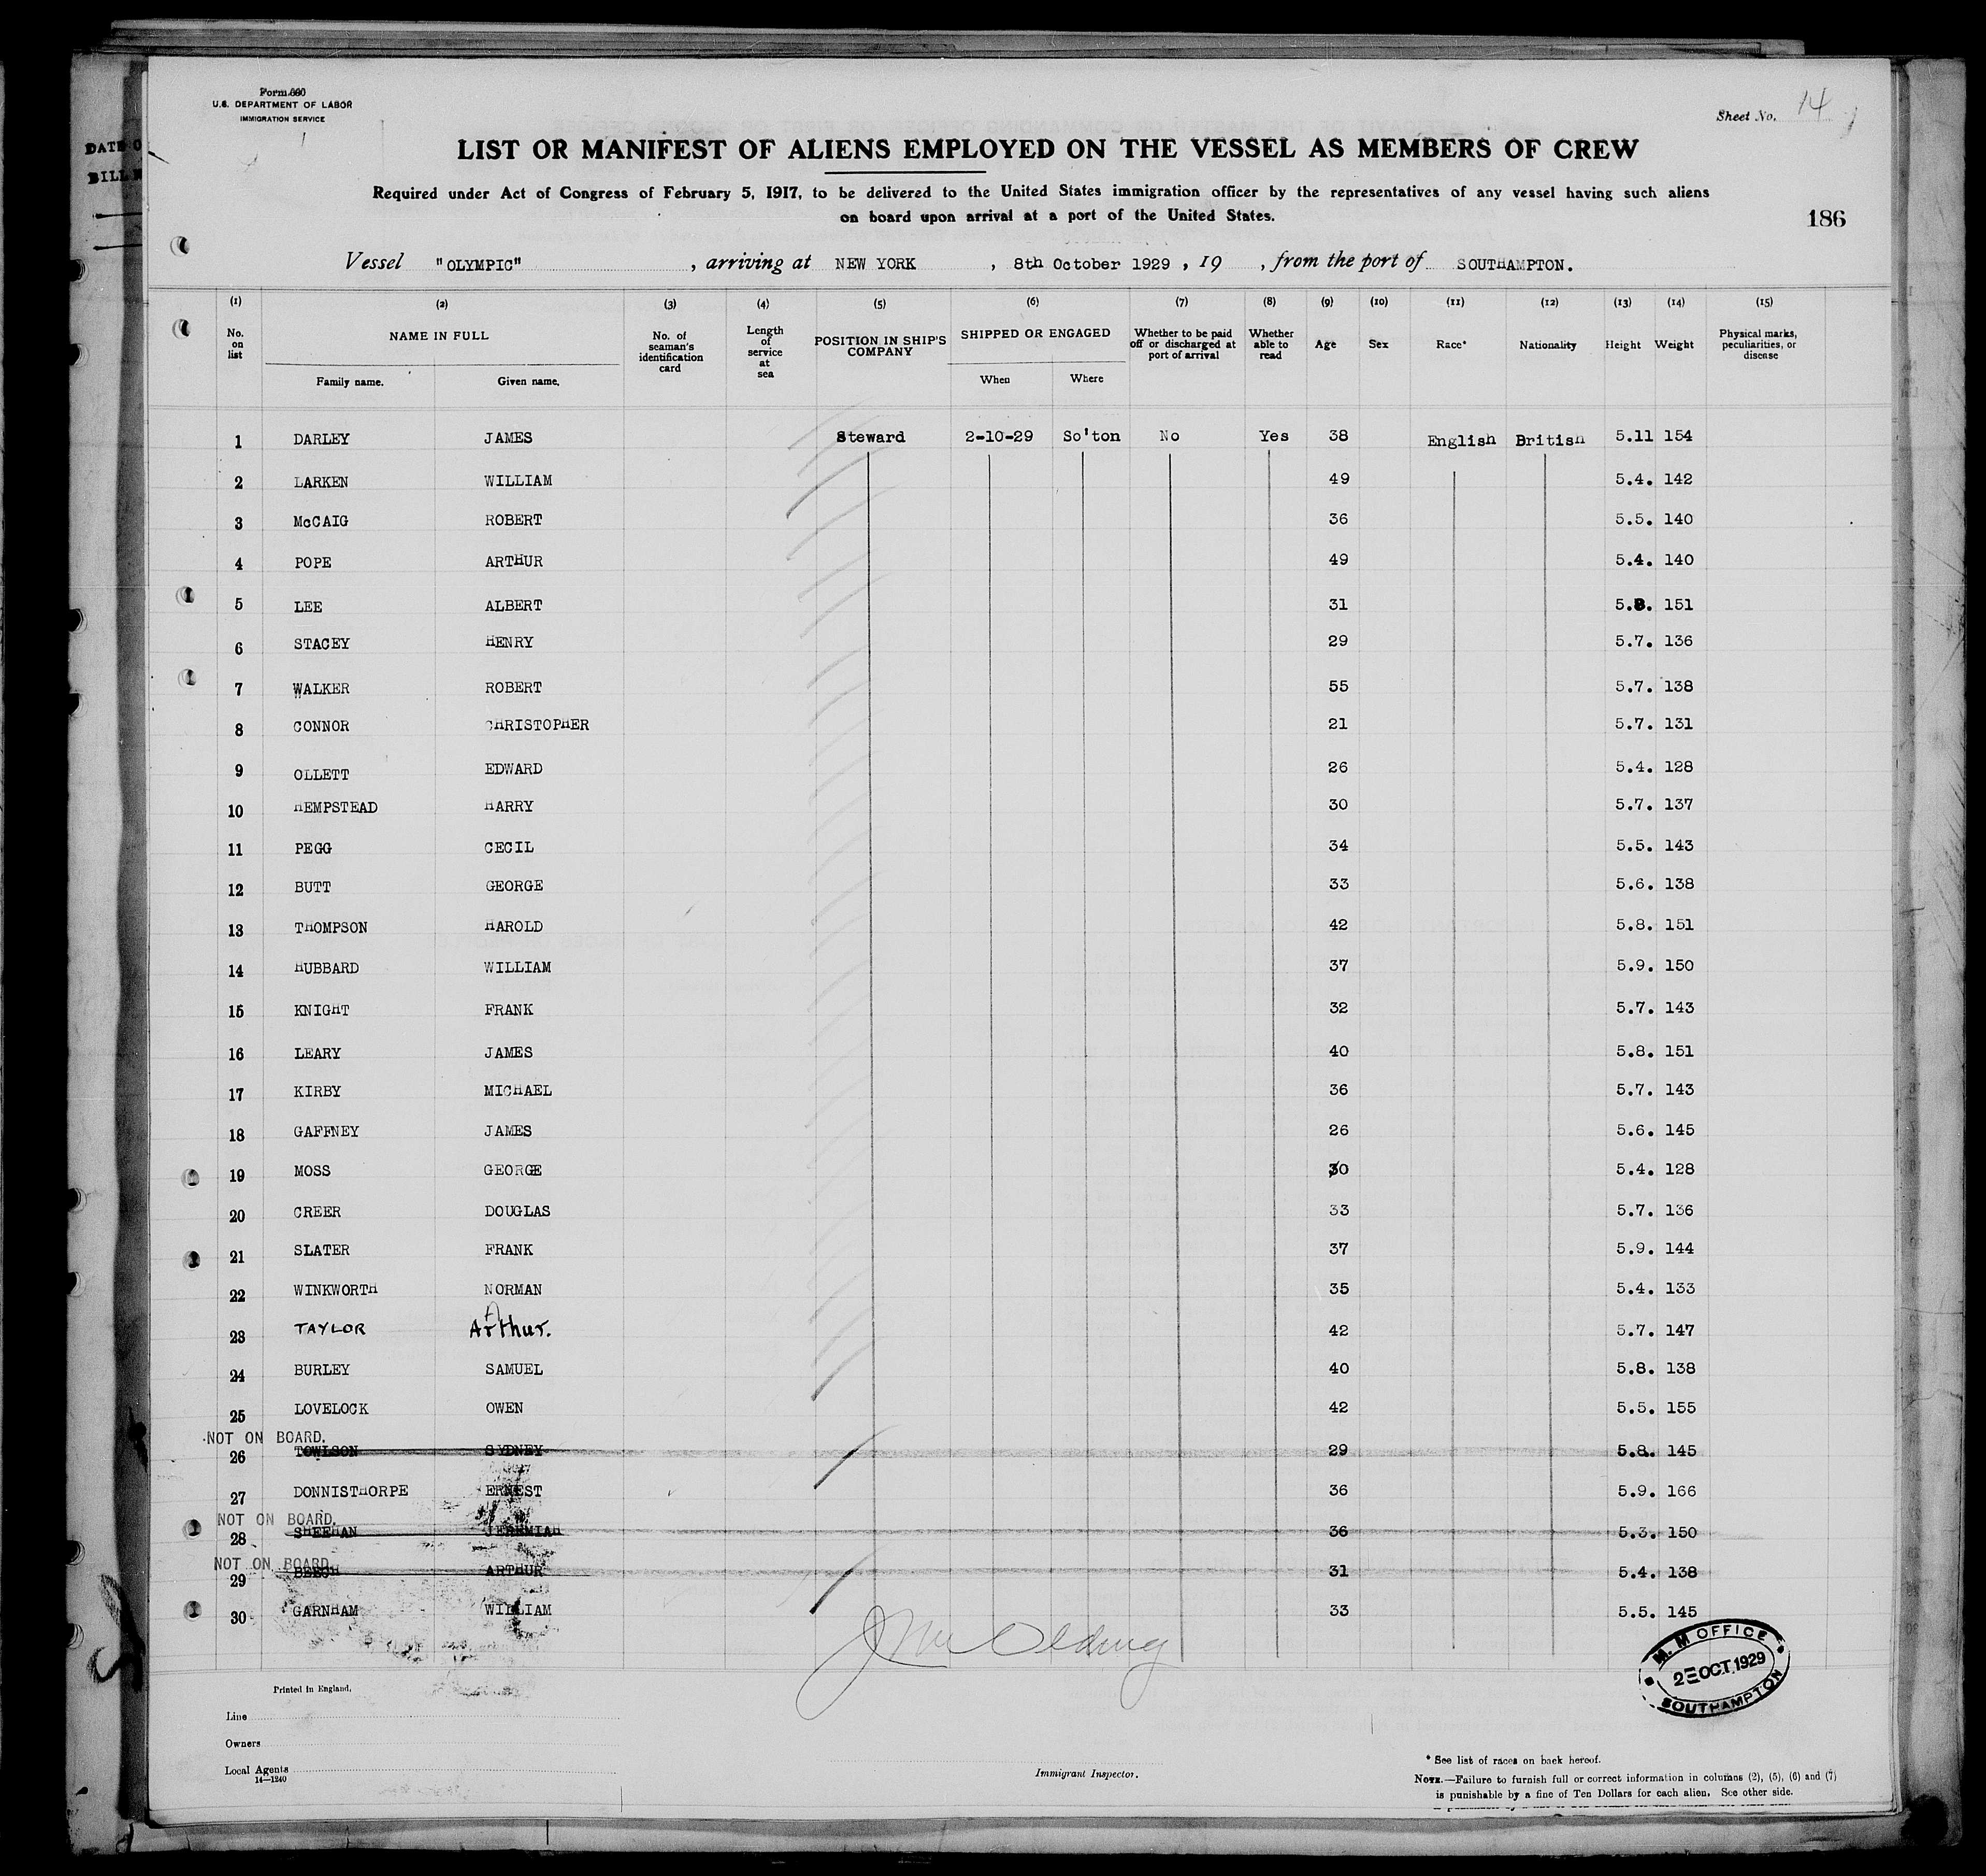 Form 680
U.S. DEPARTMENT OF LABOR
IMMIGRATION SERVICE
Sheet No. 14
LIST OR MANIFEST OF ALIENS EMPLOYED ON THE VESSEL AS MEMBERS OF CREW
Required under Act of Congress of February 5, 1917, to be delivered to the United States immigration officer by the representatives of any vessel having such aliens
on board upon arrival at a port of the United States.
186
DATE O
BILL
Vessel "OLYMPIC", arriving at NEW YORK, 8th October 1929, 19 , from the port of SOUTHAMPTON.
(1) (2) (3) (4) (5) (6) (7) (8) (9) (10) (11) (12) (13) (14) (15)
No. on list NAME IN FULL Family name. Given name. No. of seaman's identification card Length of service at sea POSITION IN SHIP'S COMPANY SHIPPED OR ENGAGED When Where Whether to be paid off or discharged at port of arrival Whether able to read Age Sex Race* Nationality Height Weight Physical marks, peculiarities, or disease
1 DARLEY JAMES Steward 2-10-29 So'ton No Yes 38 English British 5.11 154
2 LARKEN WILLIAM 49 5.4. 142
3 McCAIG ROBERT 36 5.5. 140
4 POPE ARTHUR 49 5.4. 140
5 LEE ALBERT 31 5.8. 151
6 STACEY HENRY 29 5.7. 136
7 WALKER ROBERT 55 5.7. 138
8 CONNOR CHRISTOPHER 21 5.7. 131
9 OLLETT EDWARD 26 5.4. 128
10 HEMPSTEAD HARRY 30 5.7. 137
11 PEGG CECIL 34 5.5. 143
12 BUTT GEORGE 33 5.6. 138
13 THOMPSON HAROLD 42 5.8. 151
14 HUBBARD WILLIAM 37 5.9. 150
15 KNIGHT FRANK 32 5.7. 143
16 LEARY JAMES 40 5.8. 151
17 KIRBY MICHAEL 36 5.7. 143
18 GAFFNEY JAMES 26 5.6. 145
19 MOSS GEORGE 30 5.4. 128
20 CREER DOUGLAS 33 5.7. 136
21 SLATER FRANK 37 5.9. 144
22 WINKWORTH NORMAN 35 5.4. 133
23 TAYLOR Arthur. 42 5.7. 147
24 BURLEY SAMUEL 40 5.8. 138
25 LOVELOCK OWEN 42 5.5. 155
NOT ON BOARD.
26 TOWLSON SYDNEY 29 5.8. 145
27 DONNISTHORPE ERNEST 36 5.9. 166
NOT ON BOARD.
28 SHEEHAN JEREMIAH 36 5.3. 150
NOT ON BOARD
29 BEECH ARTHUR 31 5.4. 138
30 GARNHAM WILLIAM 33 5.5. 145
M.M OFFICE
2 OCT.1929
SOUTHAMPTON
Printed in England.
Line
Owners
Local Agents
14—1240
Immigrant Inspector.
* See list of races on back hereof.
NOTE.—Failure to furnish full or correct information in columns (2), (5), (6) and (7)
is punishable by a fine of Ten Dollars for each alien. See other side.